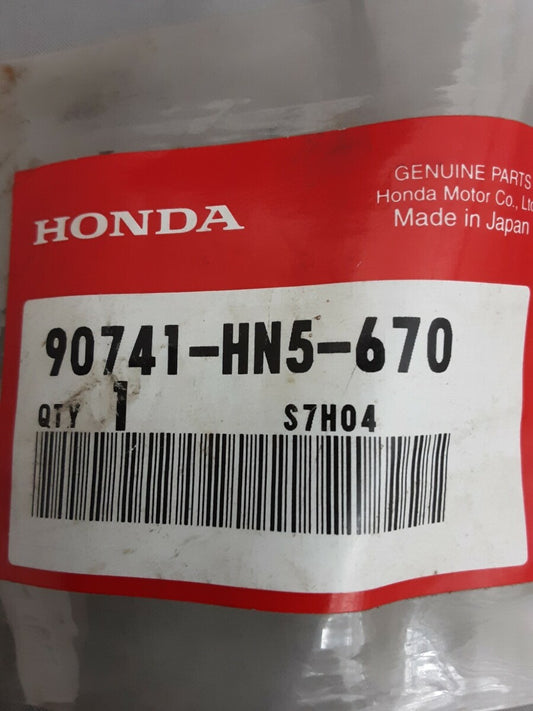 HONDA
GENUINE PARTS
Honda Motor Co., Ltd
Made in Japan
90741-HN5-670
QTY 1 S7H04